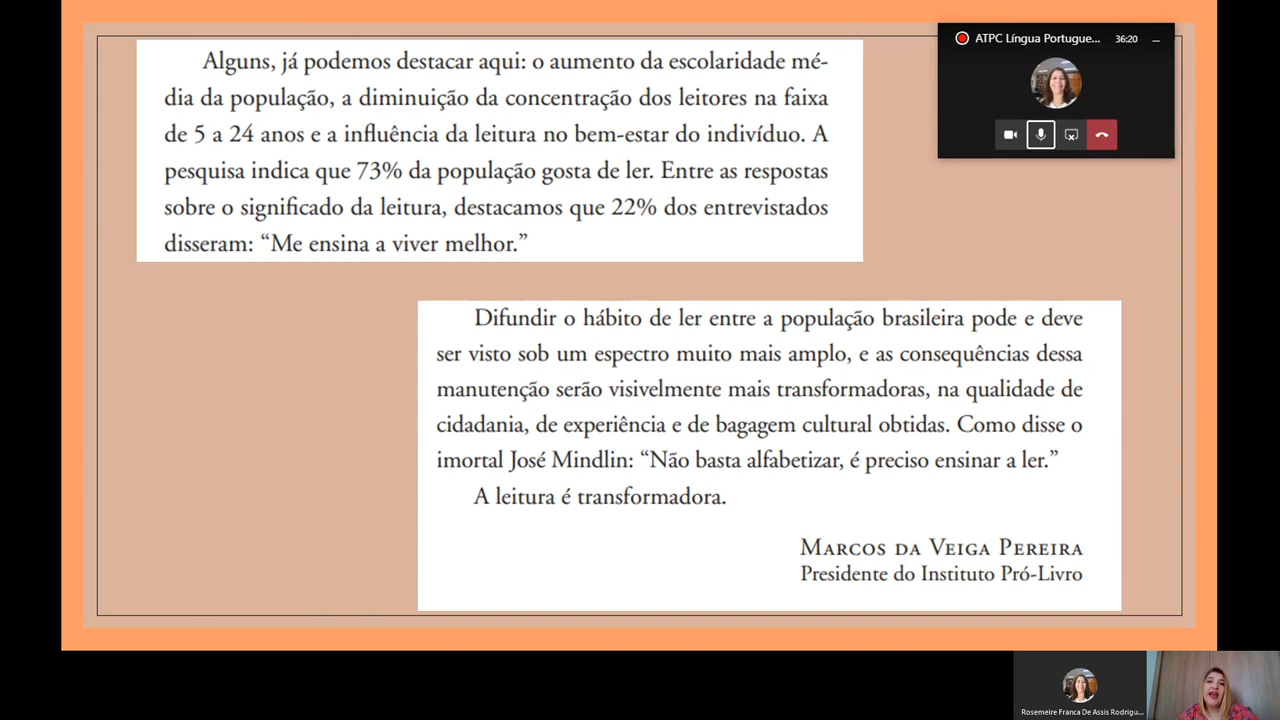 Alguns, já podemos destacar aqui: o aumento da escolaridade mé-
dia da população, a diminuição da concentração dos leitores na faixa
de 5 a 24 anos e a influência da leitura no bem-estar do indivíduo. A
pesquisa indica que 73% da população gosta de ler. Entre as respostas
sobre o significado da leitura, destacamos que 22% dos entrevistados
disseram: “Me ensina a viver melhor.”
ATPC Língua Portugue...
36:20
Difundir o hábito de ler entre a população brasileira pode e deve
ser visto sob um espectro muito mais amplo, e as consequências dessa
manutenção serão visivelmente mais transformadoras, na qualidade de
cidadania, de experiência e de bagagem cultural obtidas. Como disse o
imortal José Mindlin: “Não basta alfabetizar, é preciso ensinar a ler.”
A leitura é transformadora.
Marcos da Veiga Pereira
Presidente do Instituto Pró-Livro
Rosemeire Franca De Assis Rodrigu...